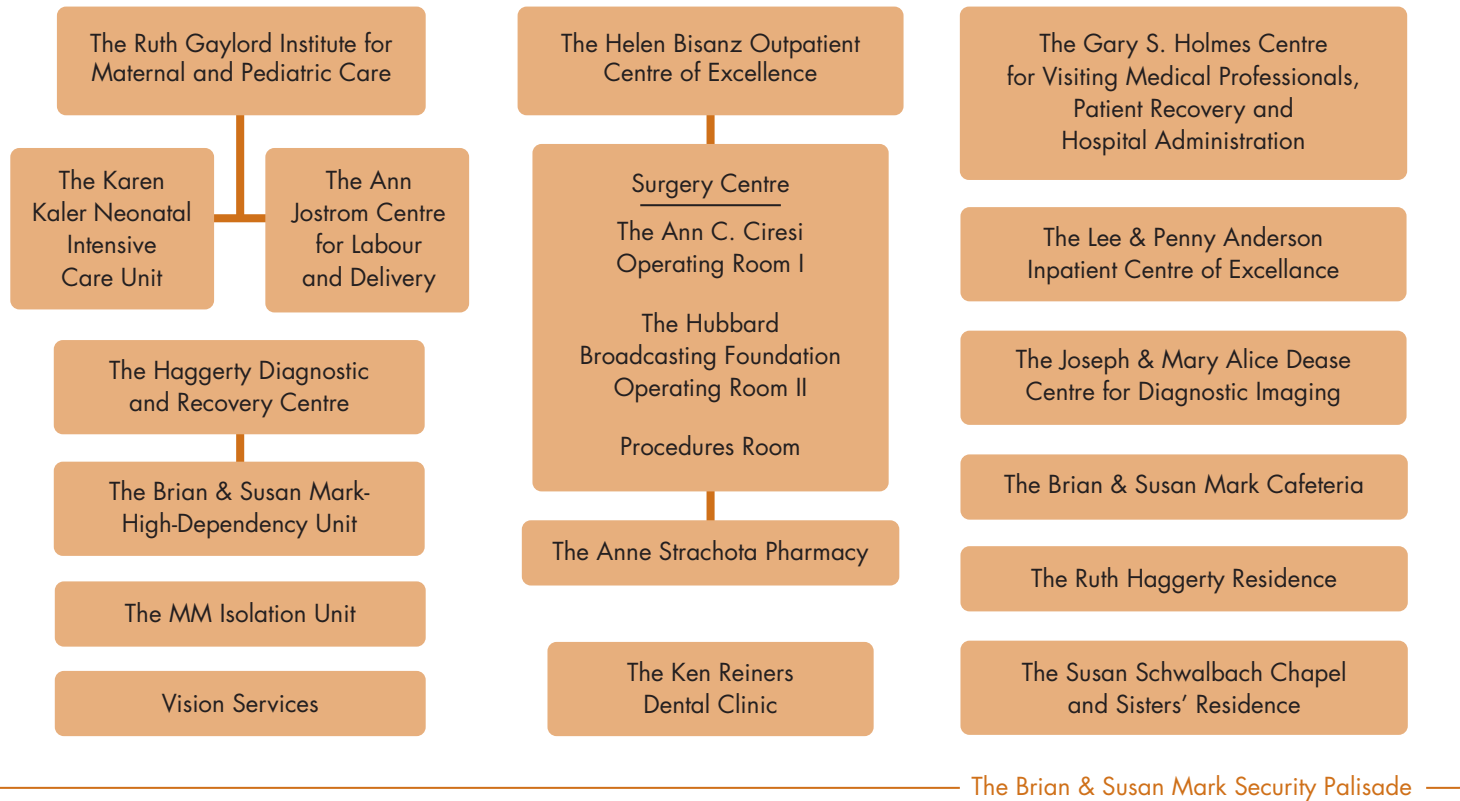 The Ruth Gaylord Institute for
Maternal and Pediatric Care
The Karen
Kaler Neonatal
Intensive
Care Unit
The Ann
Jostrom Centre
for Labour
and Delivery
The Haggerty Diagnostic
and Recovery Centre
The Brian & Susan Mark-
High-Dependency Unit
The MM Isolation Unit
Vision Services
The Helen Bisanz Outpatient
Centre of Excellence
Surgery Centre
The Ann C. Ciresi
Operating Room I
The Hubbard
Broadcasting Foundation
Operating Room II
Procedures Room
The Anne Strachota Pharmacy
The Ken Reiners
Dental Clinic
The Gary S. Holmes Centre
for Visiting Medical Professionals,
Patient Recovery and
Hospital Administration
The Lee & Penny Anderson
Inpatient Centre of Excellance
The Joseph & Mary Alice Dease
Centre for Diagnostic Imaging
The Brian & Susan Mark Cafeteria
The Ruth Haggerty Residence
The Susan Schwalbach Chapel
and Sisters’ Residence
The Brian & Susan Mark Security Palisade